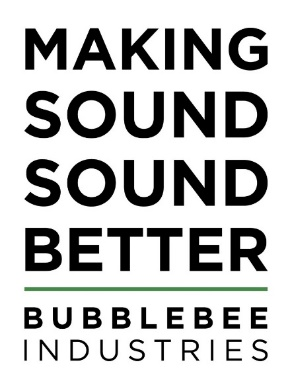 MAKING
SOUND
SOUND
BETTER
BUBBLEBEE
INDUSTRIES